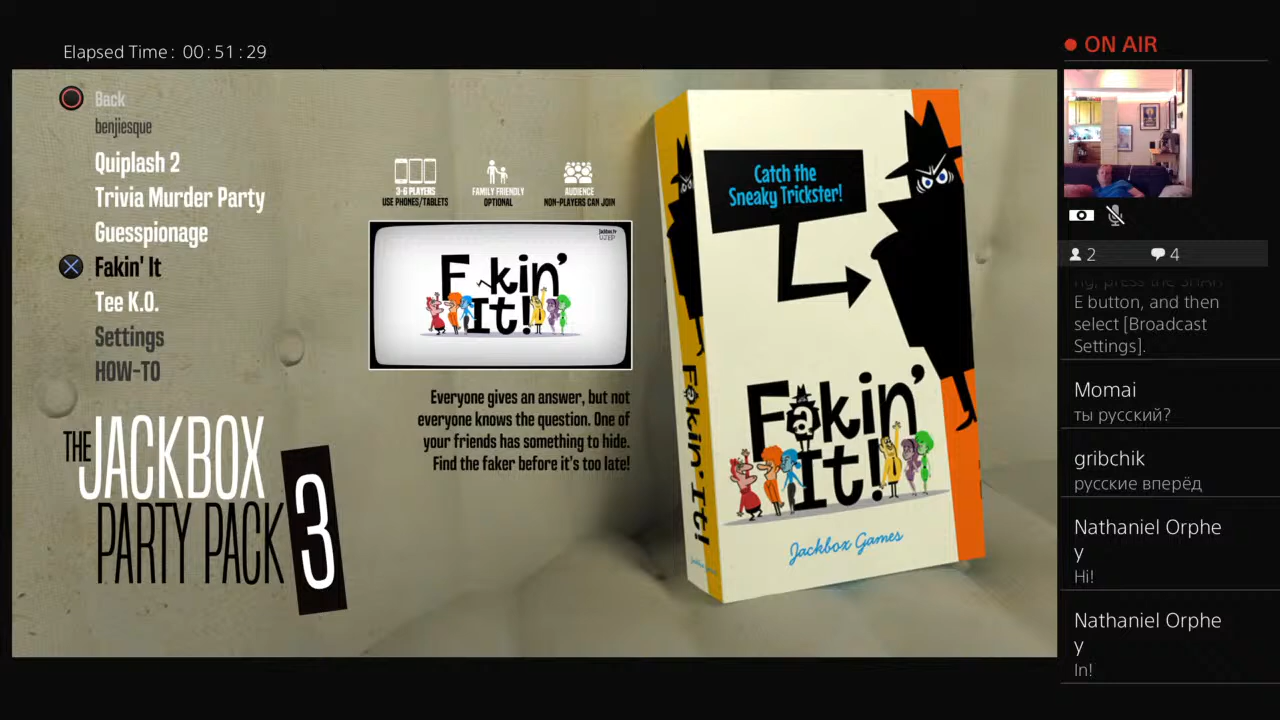 Elapsed Time: 00:51:29
ON AIR
Back
benjiesque
Quiplash 2
Trivia Murder Party
Guesspionage
Fakin' It
Tee K.O.
Settings
HOW-TO
THE JACKBOX
PARTY PACK 3
3-6 PLAYERS
USE PHONES/TABLETS
FAMILY FRIENDLY
OPTIONAL
AUDIENCE
NON-PLAYERS CAN JOIN
jackbox.tv
Fakin'
It!
Everyone gives an answer, but not
everyone knows the question. One of
your friends has something to hide.
Find the faker before it's too late!
Catch the
Sneaky Trickster!
Fakin'
It!
Jackbox Games
Fakin' It!
2
4
E button, and then
select [Broadcast
Settings].
Momai
ты русский?
gribchik
русские вперёд
Nathaniel Orphe
y
Hi!
Nathaniel Orphe
y
In!